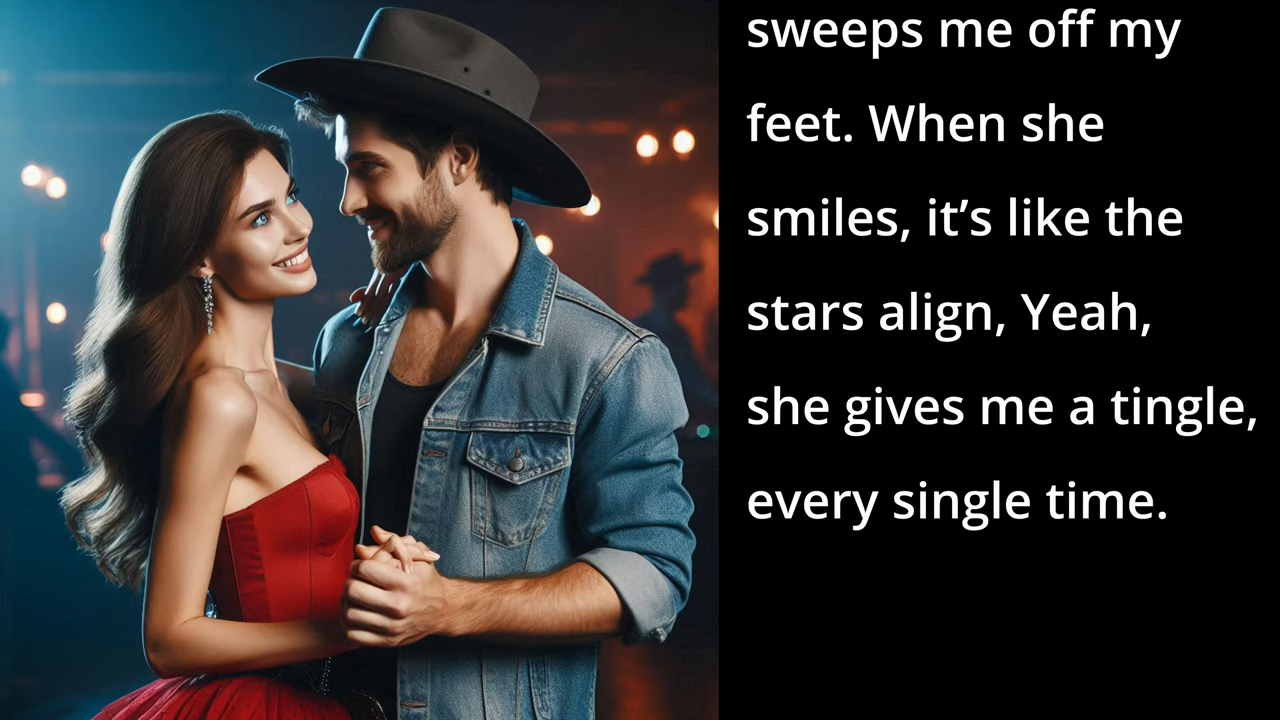 sweeps me off my
feet. When she
smiles, it’s like the
stars align, Yeah,
she gives me a tingle,
every single time.